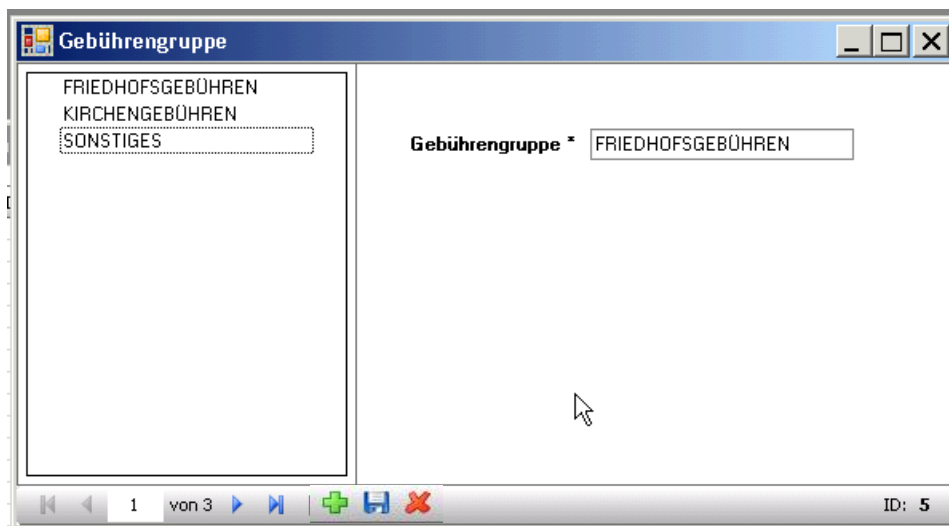 Gebührengruppe
FRIEDHOFSGEBÜHREN
KIRCHENGEBÜHREN
SONSTIGES
Gebührengruppe * FRIEDHOFSGEBÜHREN
1 von 3 ID: 5